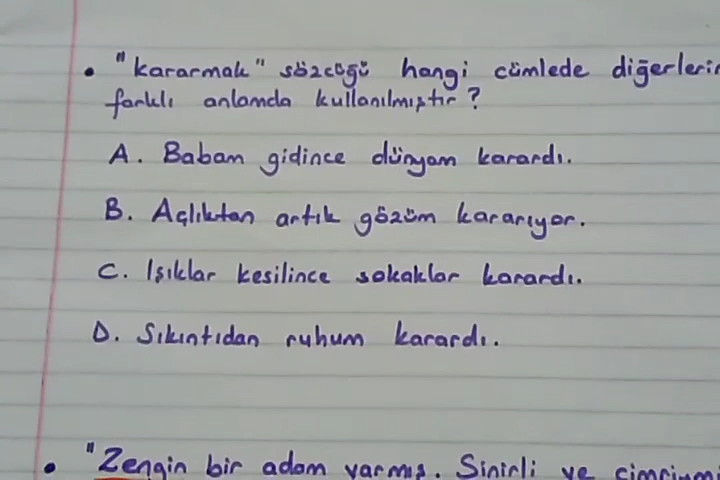 • "kararmak" sözcüğü hangi cümlede diğerlerin
farklı anlamda kullanılmıştır?
A. Babam gidince dünyam karardı.
B. Açlıktan artık gözüm kararıyor.
C. Işıklar kesilince sokaklar karardı.
D. Sıkıntıdan ruhum karardı.
• "Zengin bir adam varmış. Sinirli ve